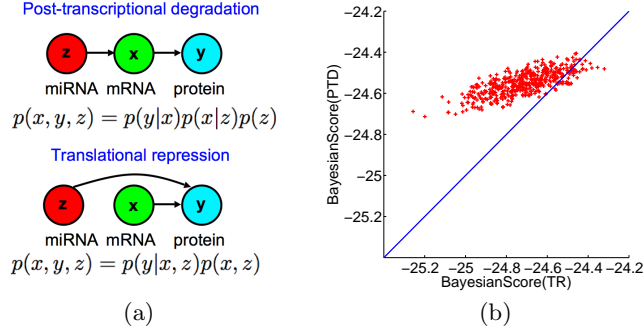 Post-transcriptional degradation
z x y
miRNA mRNA protein
p(x, y, z) = p(y|x)p(x|z)p(z)
Translational repression
z x y
miRNA mRNA protein
p(x, y, z) = p(y|x, z)p(x, z)
(a)
BayesianScore(PTD)
−24.2
−24.4
−24.6
−24.8
−25
−25.2
−25.2 −25 −24.8 −24.6 −24.4 −24.2
BayesianScore(TR)
(b)